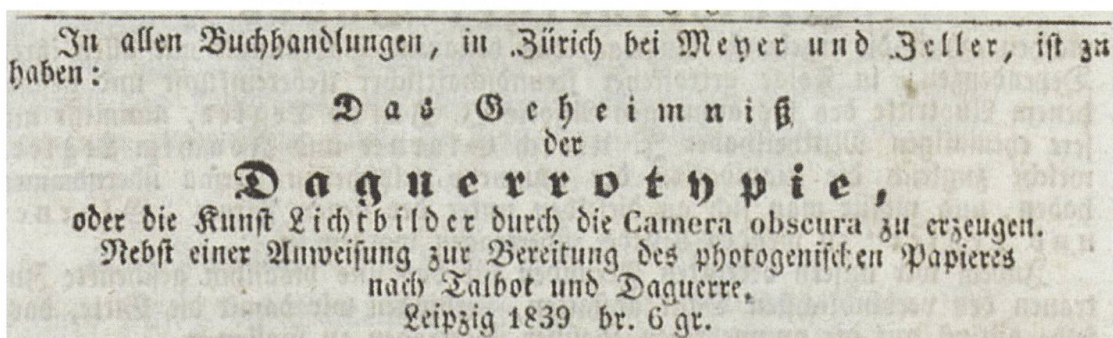 In allen Buchhandlungen, in Zürich bei Meyer und Zeller, ist zu
haben:
Das Geheimniß
der
Daguerrotypie,
oder die Kunst Lichtbilder durch die Camera obscura zu erzeugen.
Nebst einer Anweisung zur Bereitung des photogenischen Papieres
nach Talbot und Daguerre.
Leipzig 1839 br. 6 gr.